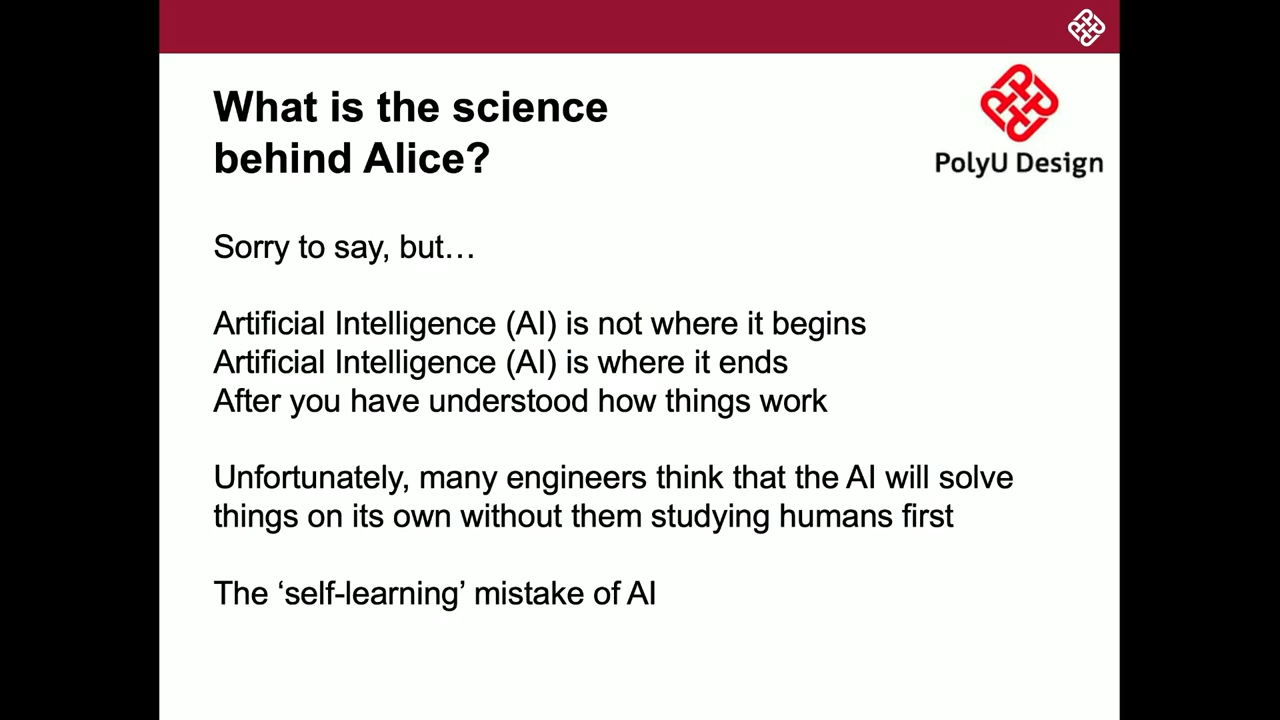 What is the science
behind Alice?
PolyU Design
Sorry to say, but…
Artificial Intelligence (AI) is not where it begins
Artificial Intelligence (AI) is where it ends
After you have understood how things work
Unfortunately, many engineers think that the AI will solve
things on its own without them studying humans first
The ‘self-learning’ mistake of AI